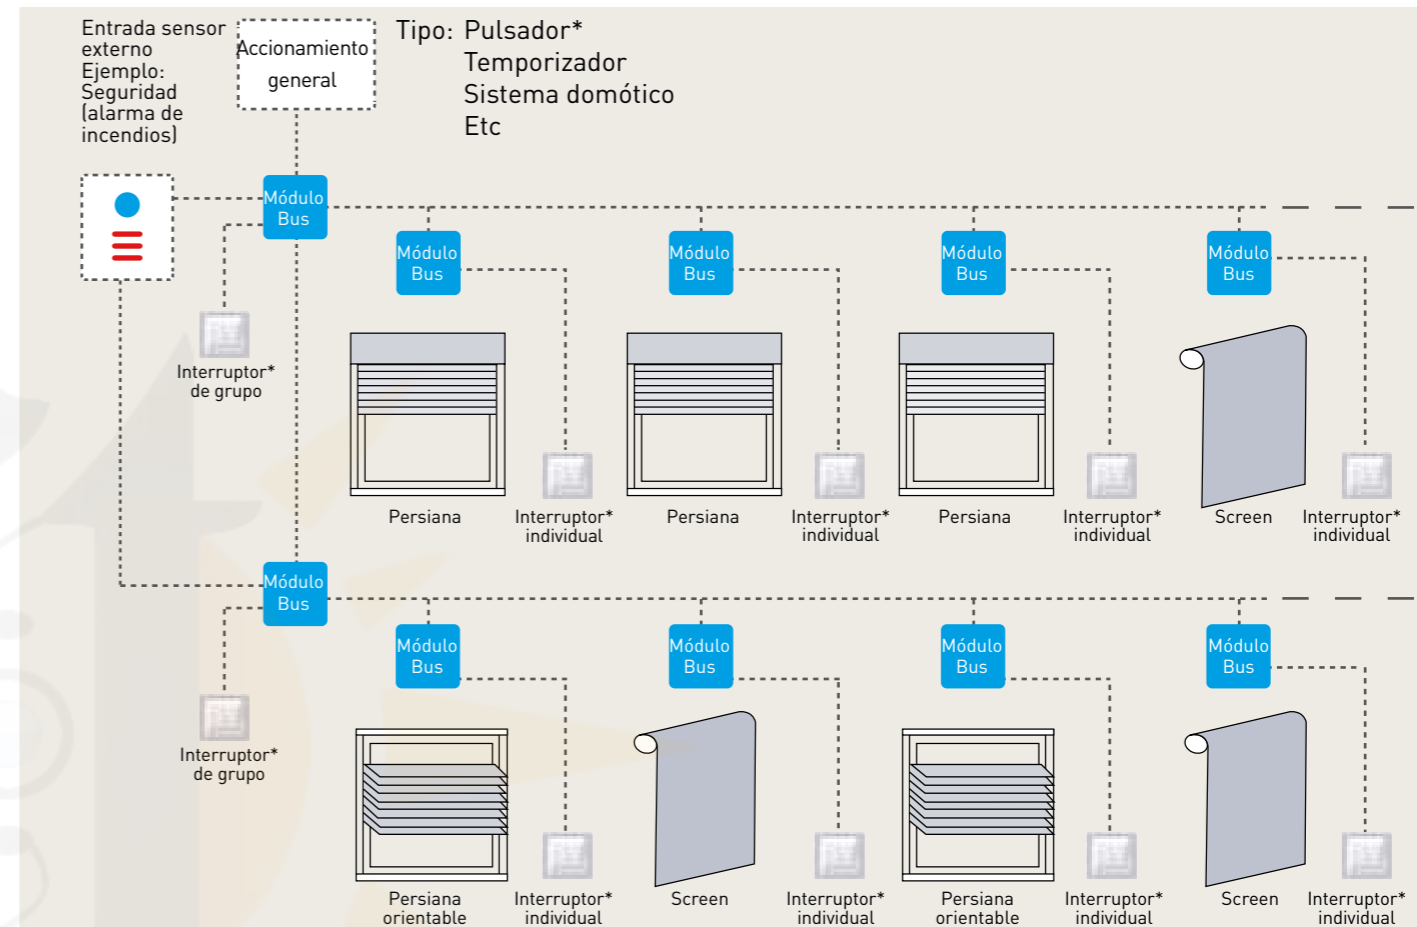 Entrada sensor
externo
Ejemplo:
Seguridad
(alarma de
incendios)
Accionamiento
general
Tipo: Pulsador*
Temporizador
Sistema domótico
Etc
Módulo
Bus
Módulo
Bus
Módulo
Bus
Módulo
Bus
Módulo
Bus
Interruptor*
de grupo
Persiana
Interruptor*
individual
Persiana
Interruptor*
individual
Persiana
Interruptor*
individual
Screen
Interruptor*
individual
Módulo
Bus
Módulo
Bus
Módulo
Bus
Módulo
Bus
Módulo
Bus
Interruptor*
de grupo
Persiana
orientable
Interruptor*
individual
Screen
Interruptor*
individual
Persiana
orientable
Interruptor*
individual
Screen
Interruptor*
individual